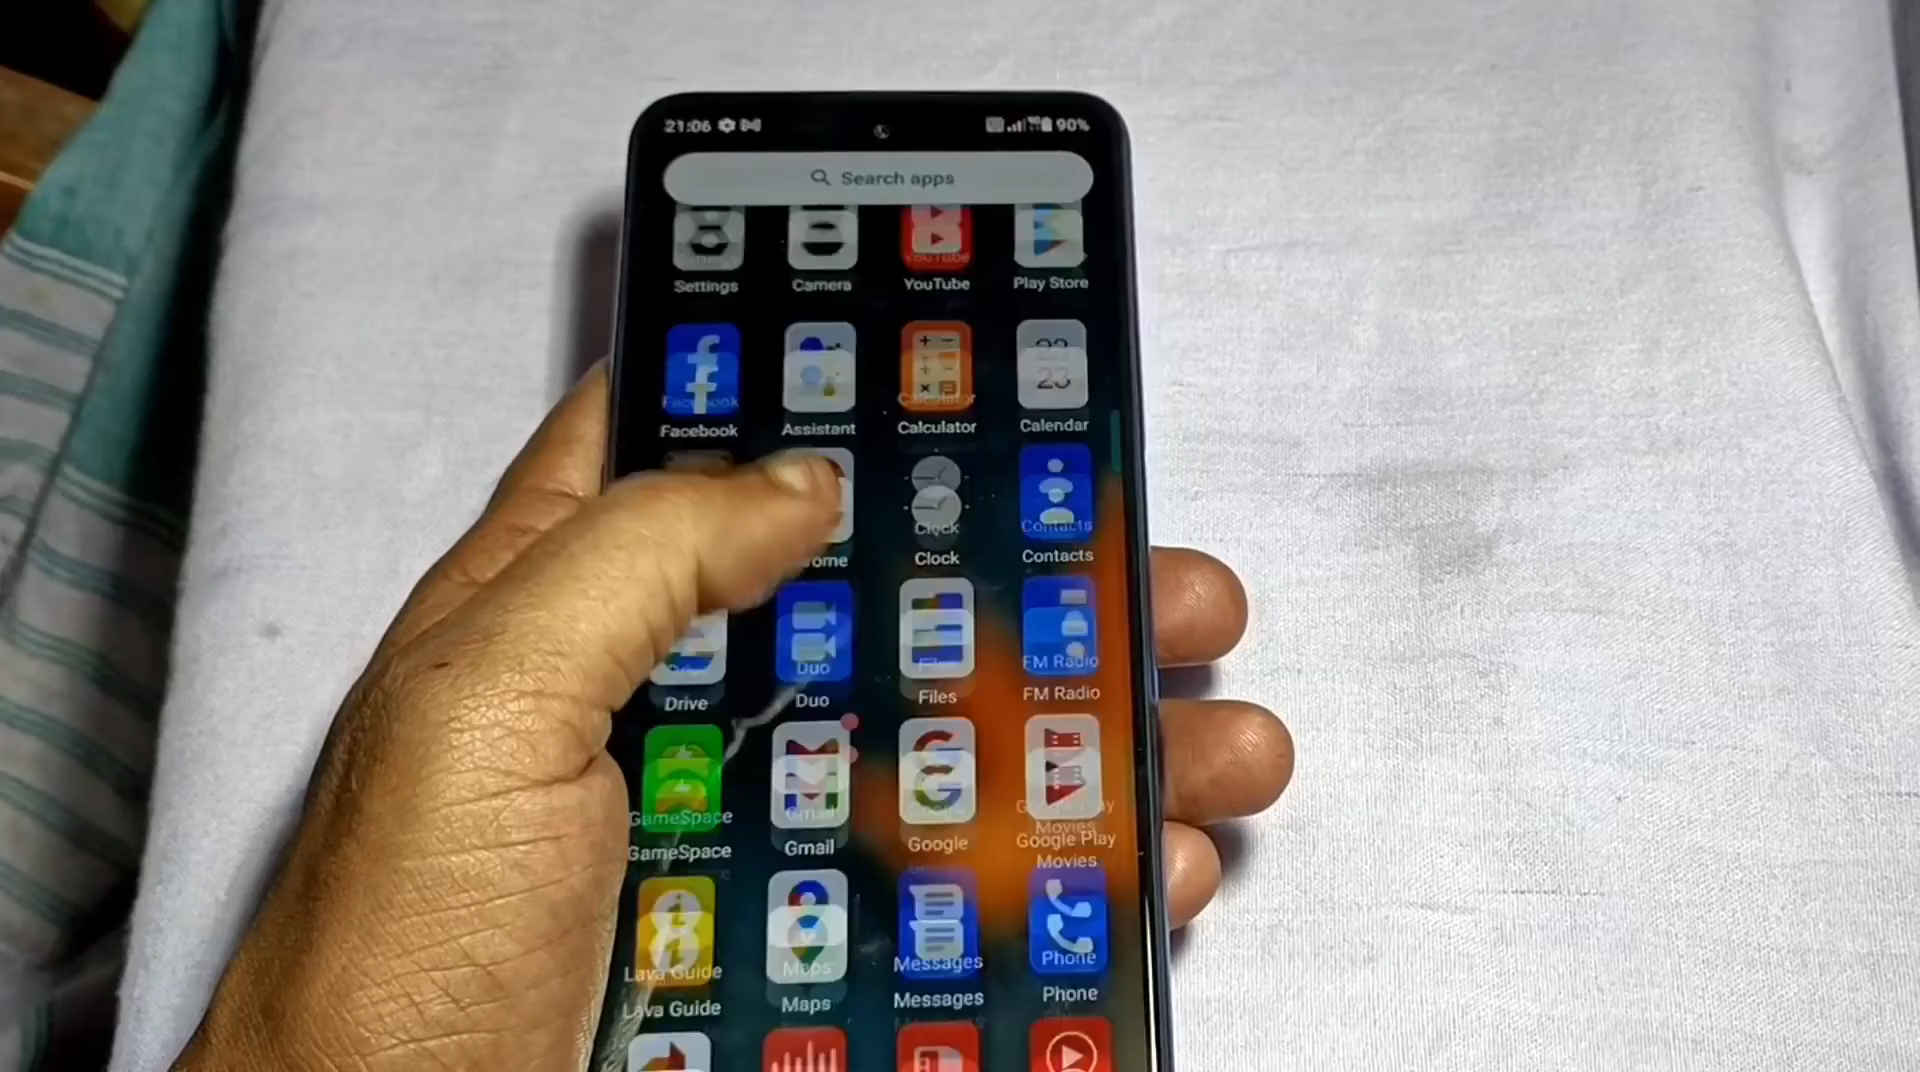 21:06 90%
Search apps
Settings Camera YouTube Play Store
Facebook Assistant Calculator Calendar
23
Clock Contacts
Drive Duo Files FM Radio
GameSpace Gmail Google Google Play Movies
Lava Guide Maps Messages Phone